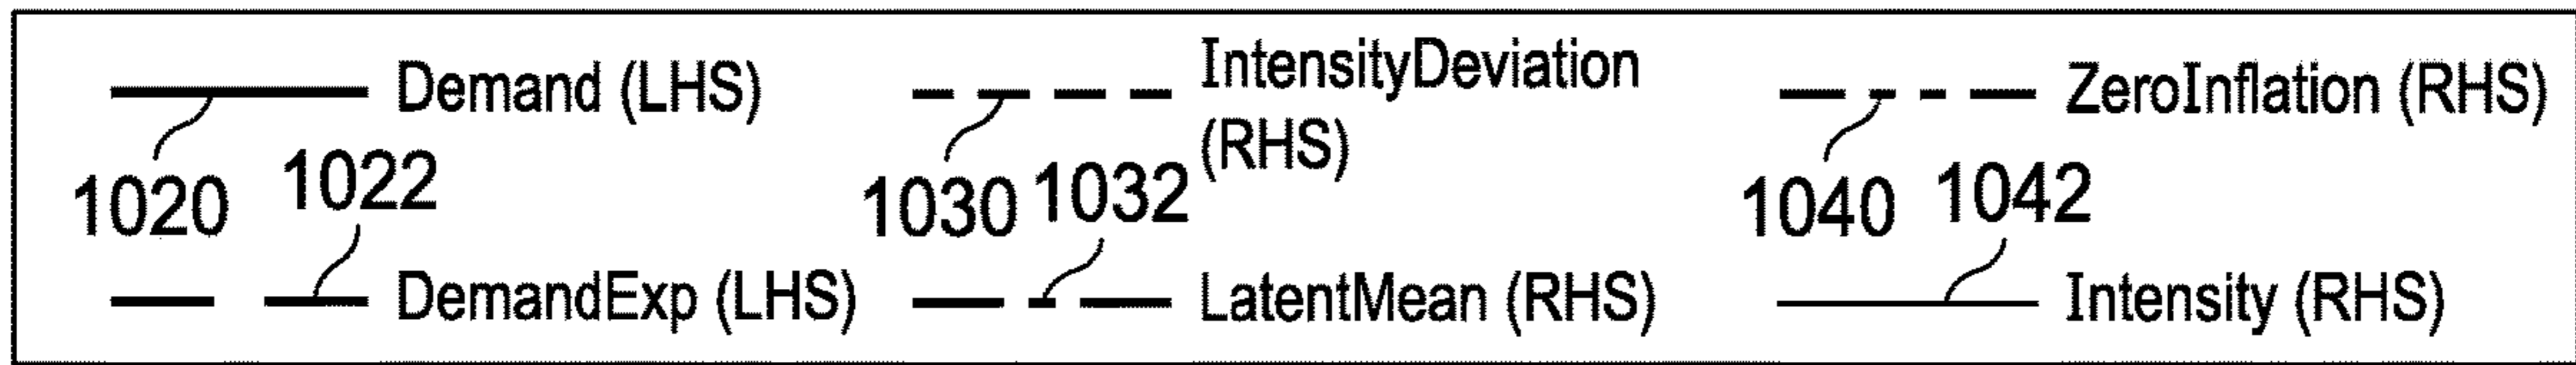 Demand (LHS)
IntensityDeviation
(RHS)
ZeroInflation (RHS)
1020
1022
1030
1032
1040
1042
DemandExp (LHS)
LatentMean (RHS)
Intensity (RHS)